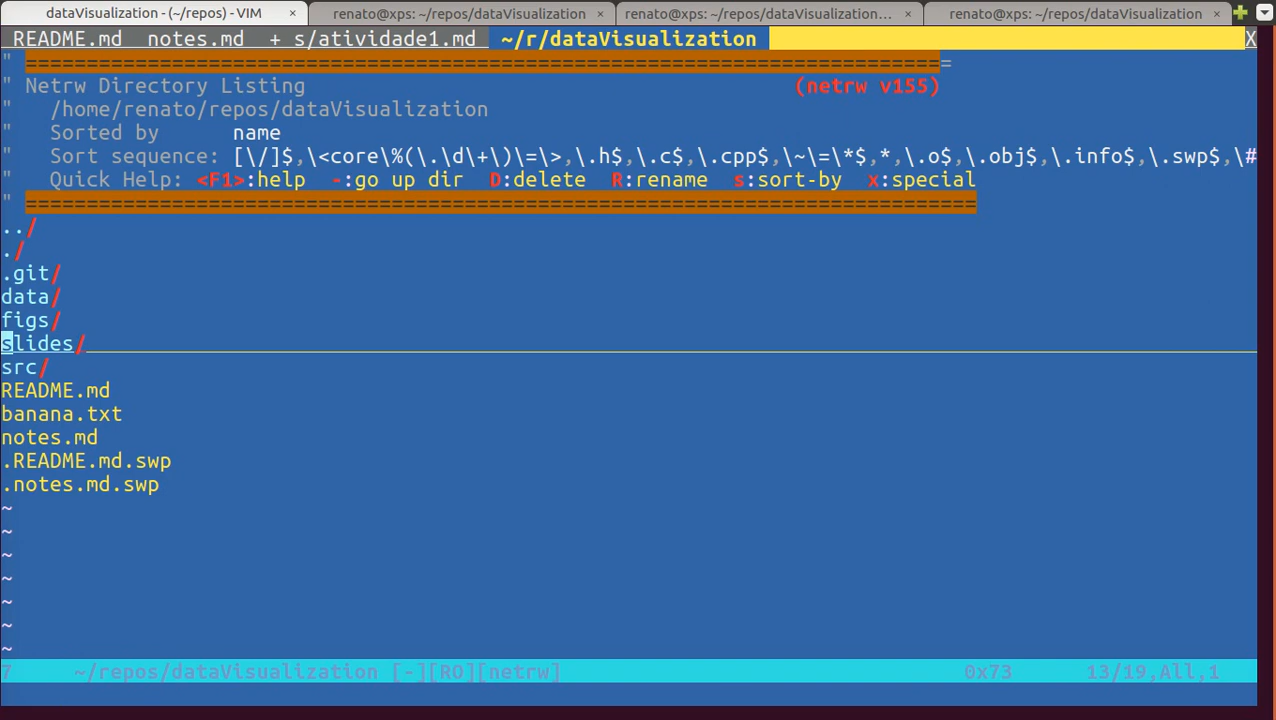 dataVisualization - (~/repos) - VIM × renato@xps: ~/repos/dataVisualization × renato@xps: ~/repos/dataVisualization... × renato@xps: ~/repos/dataVisualization ×
README.md notes.md + s/atividade1.md ~/r/dataVisualization X
" ============================================================================
" Netrw Directory Listing (netrw v155)
" /home/renato/repos/dataVisualization
" Sorted by name
" Sort sequence: [\/]$,\<core\%(\.\d\+\)\=\>,\.h$,\.c$,\.cpp$,\~\=\*$,*,\.o$,\.obj$,\.info$,\.swp$,\#
" Quick Help: <F1>:help -:go up dir D:delete R:rename s:sort-by x:special
" ==============================================================================
../
./
.git/
data/
figs/
slides/
src/
README.md
banana.txt
notes.md
.README.md.swp
.notes.md.swp
~
~
~
~
~
~
~
7 ~/repos/dataVisualization [-][RO][netrw] 0x73 13/19,All,1